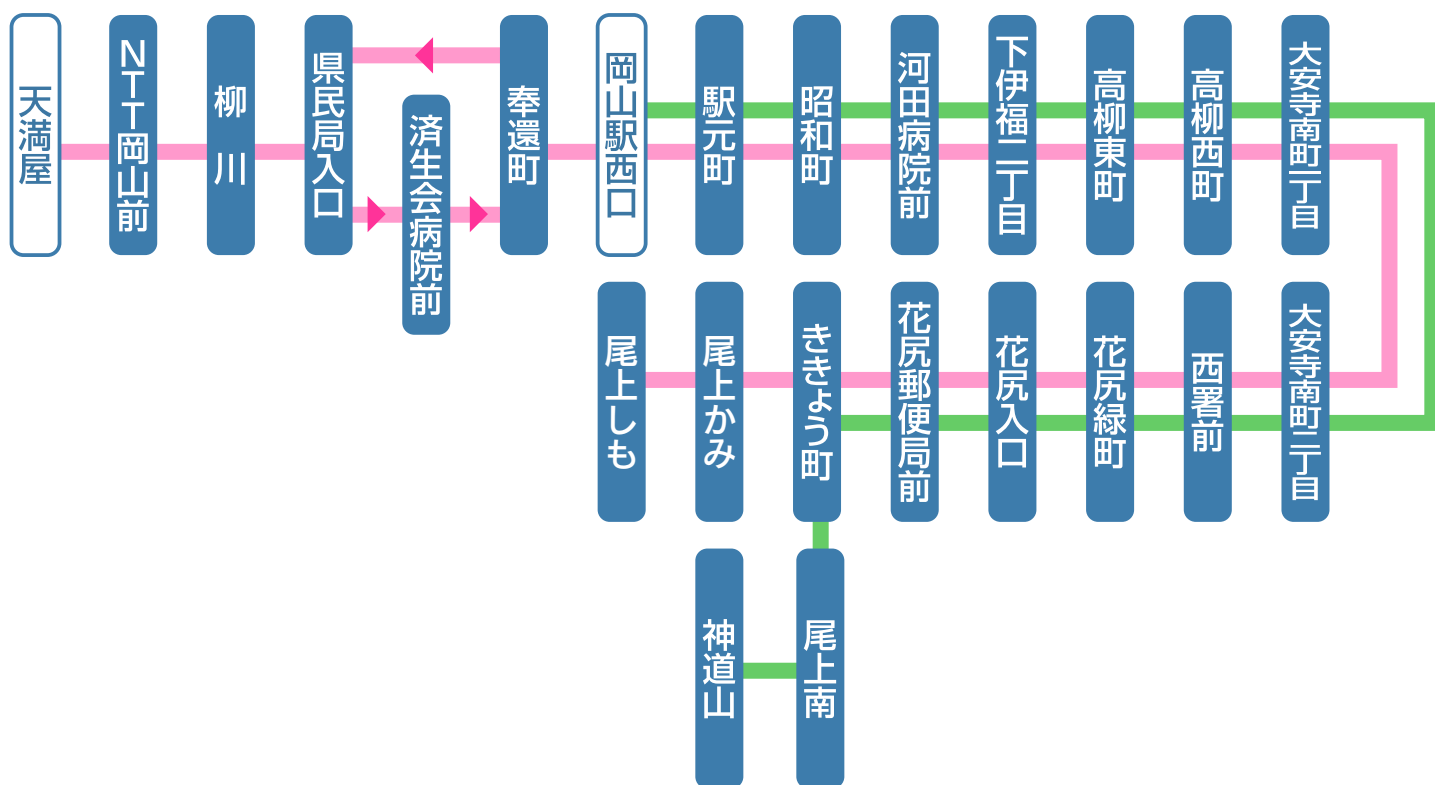 天満屋
NTT岡山前
柳川
県民局入口
済生会病院前
奉還町
岡山駅西口
駅元町
昭和町
河田病院前
下伊福二丁目
高柳東町
高柳西町
大安寺南町一丁目
尾上しも
尾上かみ
ききょう町
花尻郵便局前
花尻入口
花尻緑町
西署前
大安寺南町二丁目
神道山
尾上南